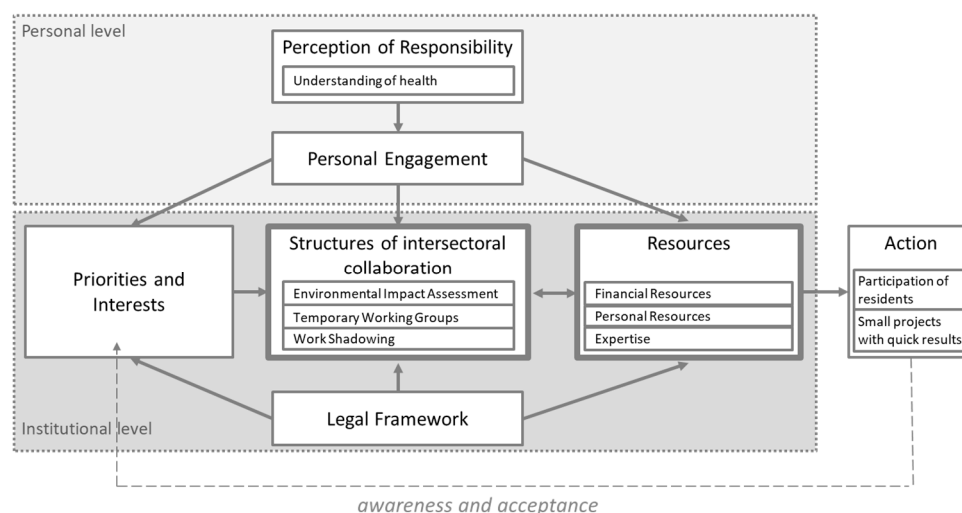 Personal level
Perception of Responsibility
Understanding of health
Personal Engagement
Structures of intersectoral
collaboration
Environmental Impact Assessment
Temporary Working Groups
Work Shadowing
Resources
Financial Resources
Personal Resources
Expertise
Action
Participation of
residents
Small projects
with quick results
Priorities and
Interests
Legal Framework
Institutional level
awareness and acceptance